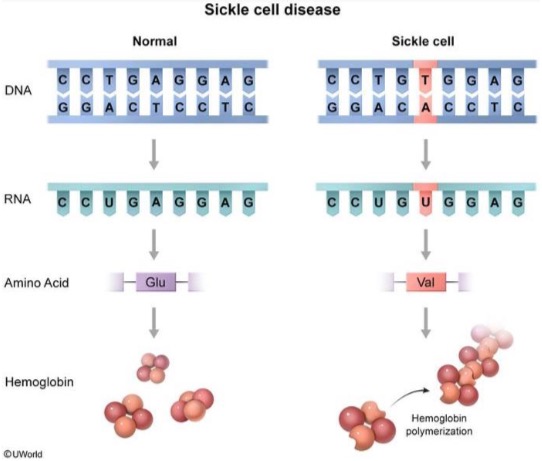 Sickle cell disease
Normal
Sickle cell
DNA
C C T G A G G A G
G G A C T C C T C
C C T G T G G A G
G G A C A C C T C
RNA
C C U G A G G A G
C C U G U G G A G
Amino Acid
Glu
Val
Hemoglobin
Hemoglobin
polymerization
©UWorld